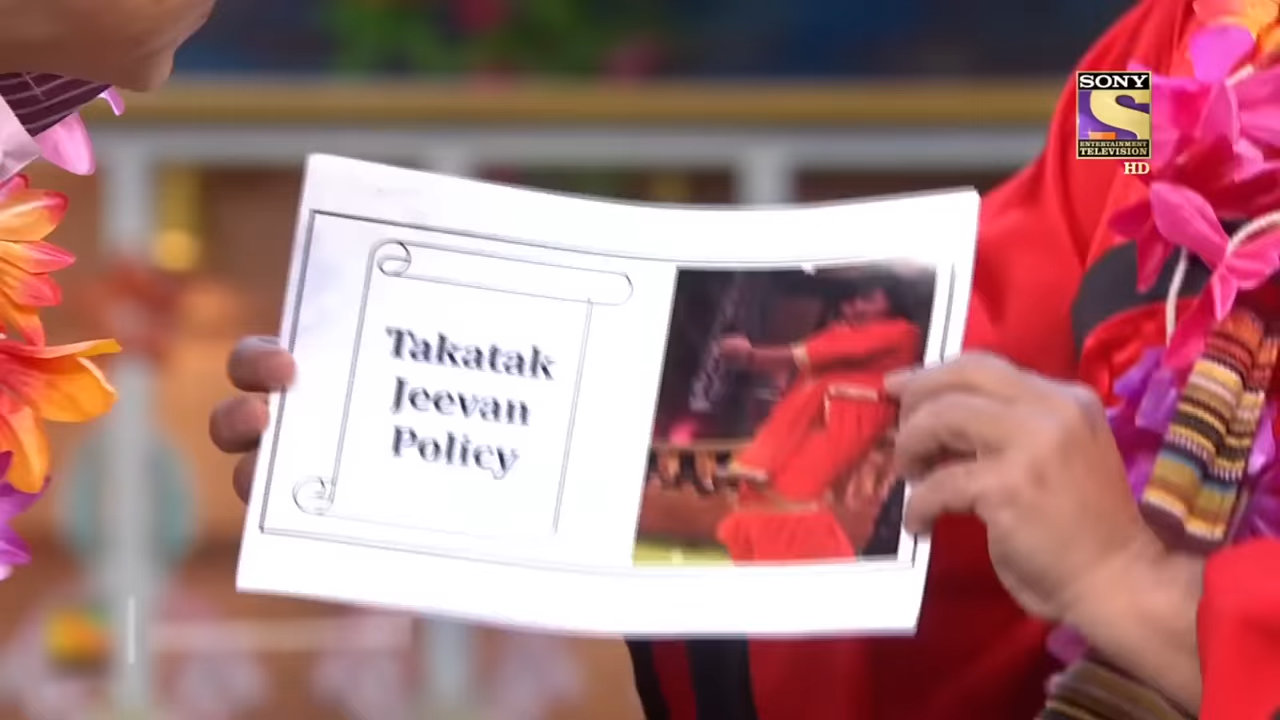 SONY
ENTERTAINMENT
TELEVISION
HD
Takatak
Jeevan
Policy